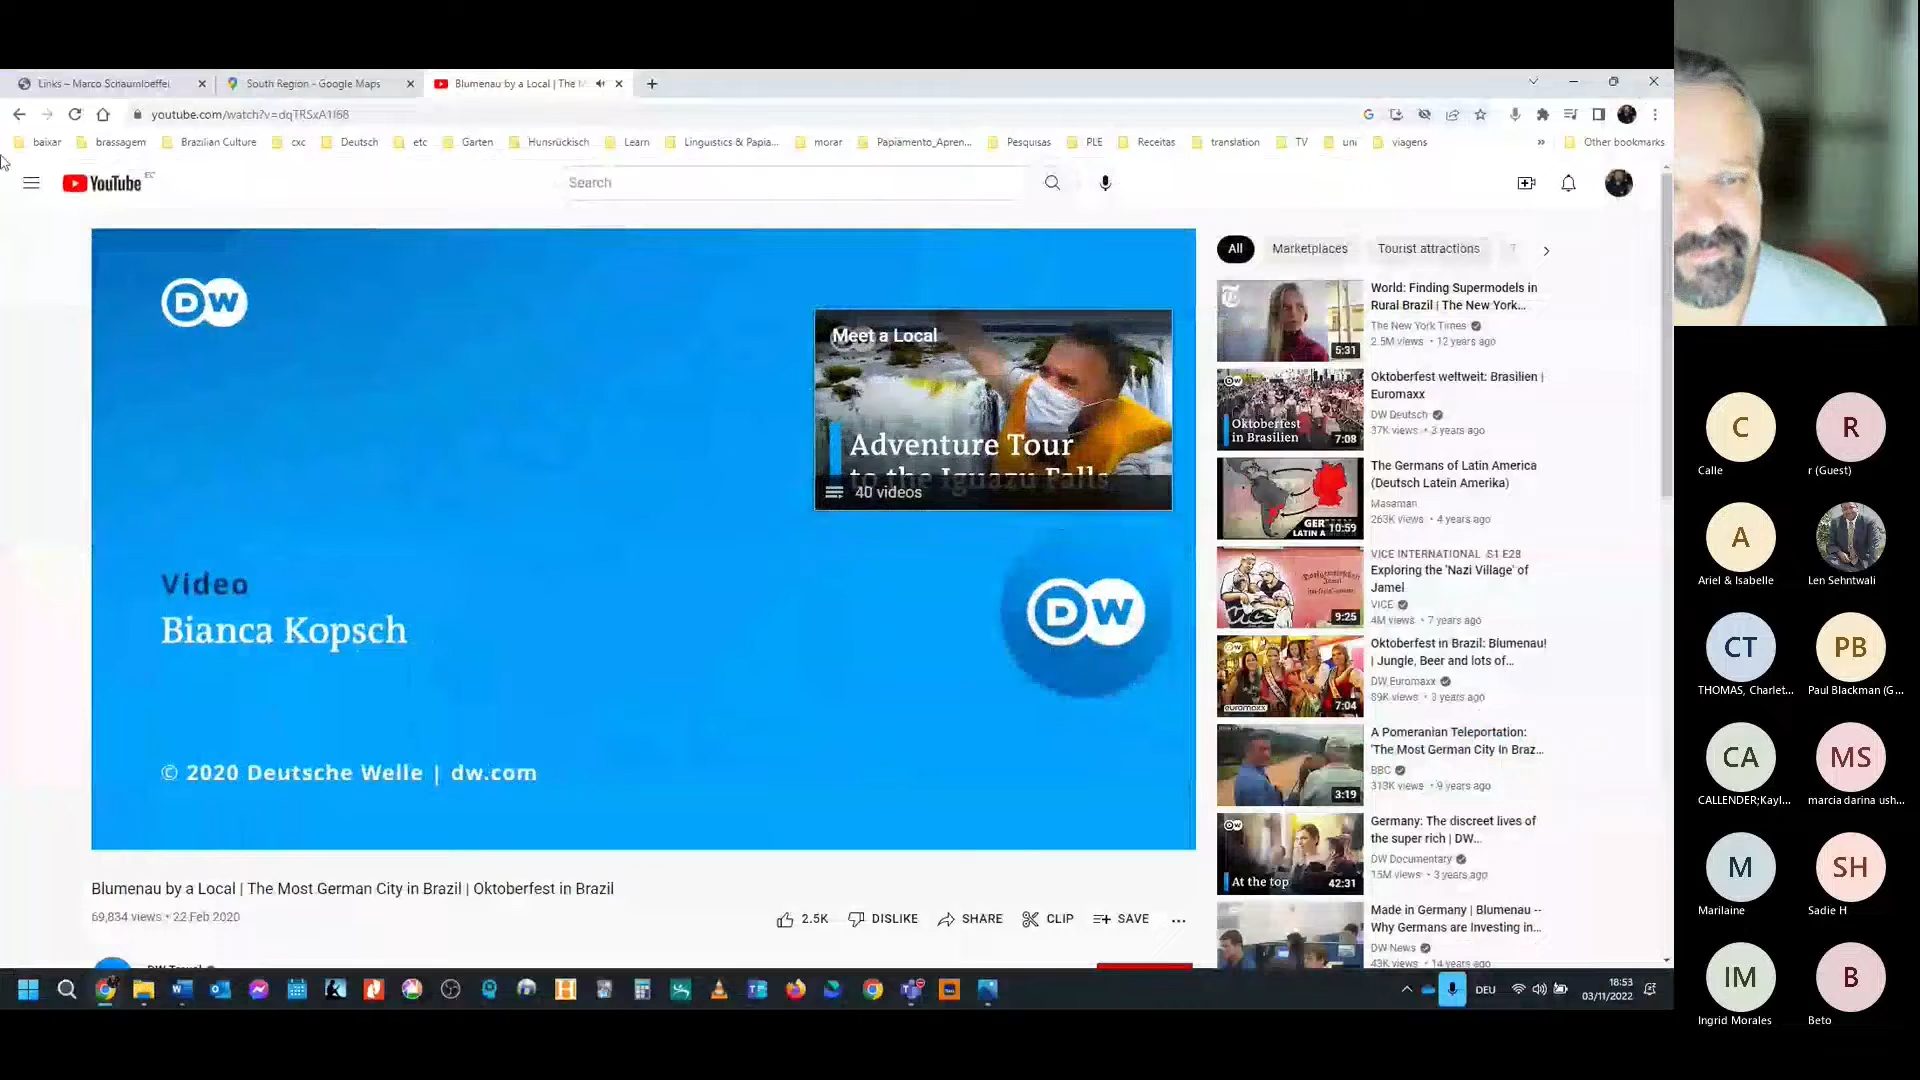 Links – Marco Schaumloeffel
South Region - Google Maps
Blumenau by a Local | The M
youtube.com/watch?v=dqTRSxA1I68
baixar
brassagem
Brazilian Culture
cxc
Deutsch
etc
Garten
Hunsrückisch
Learn
Linguistics & Papia...
morar
Papiamento_Apren...
Pesquisas
PLE
Receitas
translation
TV
uni
viagens
»
Other bookmarks
YouTube EC
Search
DW
Meet a Local
Adventure Tour
to the Iguazu Falls
40 videos
Video
Bianca Kopsch
DW
© 2020 Deutsche Welle | dw.com
Blumenau by a Local | The Most German City in Brazil | Oktoberfest in Brazil
69,834 views • 22 Feb 2020
2.5K
DISLIKE
SHARE
CLIP
SAVE
...
DW Travel
All
Marketplaces
Tourist attractions
World: Finding Supermodels in
Rural Brazil | The New York...
The New York Times
2.5M views • 12 years ago
5:31
Oktoberfest weltweit: Brasilien |
Euromaxx
DW Deutsch
37K views • 3 years ago
Oktoberfest
in Brasilien
7:08
The Germans of Latin America
(Deutsch Latein Amerika)
Masaman
263K views • 4 years ago
GER
LATIN A
10:59
VICE INTERNATIONAL S1 E28
Exploring the 'Nazi Village' of
Jamel
VICE
4M views • 7 years ago
VICE
9:25
Oktoberfest in Brazil: Blumenau!
| Jungle, Beer and lots of...
DW Euromaxx
89K views • 3 years ago
euromaxx
7:04
A Pomeranian Teleportation:
'The Most German City In Braz...
BBC
313K views • 9 years ago
3:19
Germany: The discreet lives of
the super rich | DW...
DW Documentary
15M views • 3 years ago
At the top
42:31
Made in Germany | Blumenau --
Why Germans are Investing in...
DW News
43K views • 14 years ago
DEU
18:53
03/11/2022
C
Calle
R
r (Guest)
A
Ariel & Isabelle
Len Sehntwali
CT
THOMAS, Charlet...
PB
Paul Blackman (G...
CA
CALLENDER;Kayl...
MS
marcia darina ush...
M
Marilaine
SH
Sadie H
IM
Ingrid Morales
B
Beto